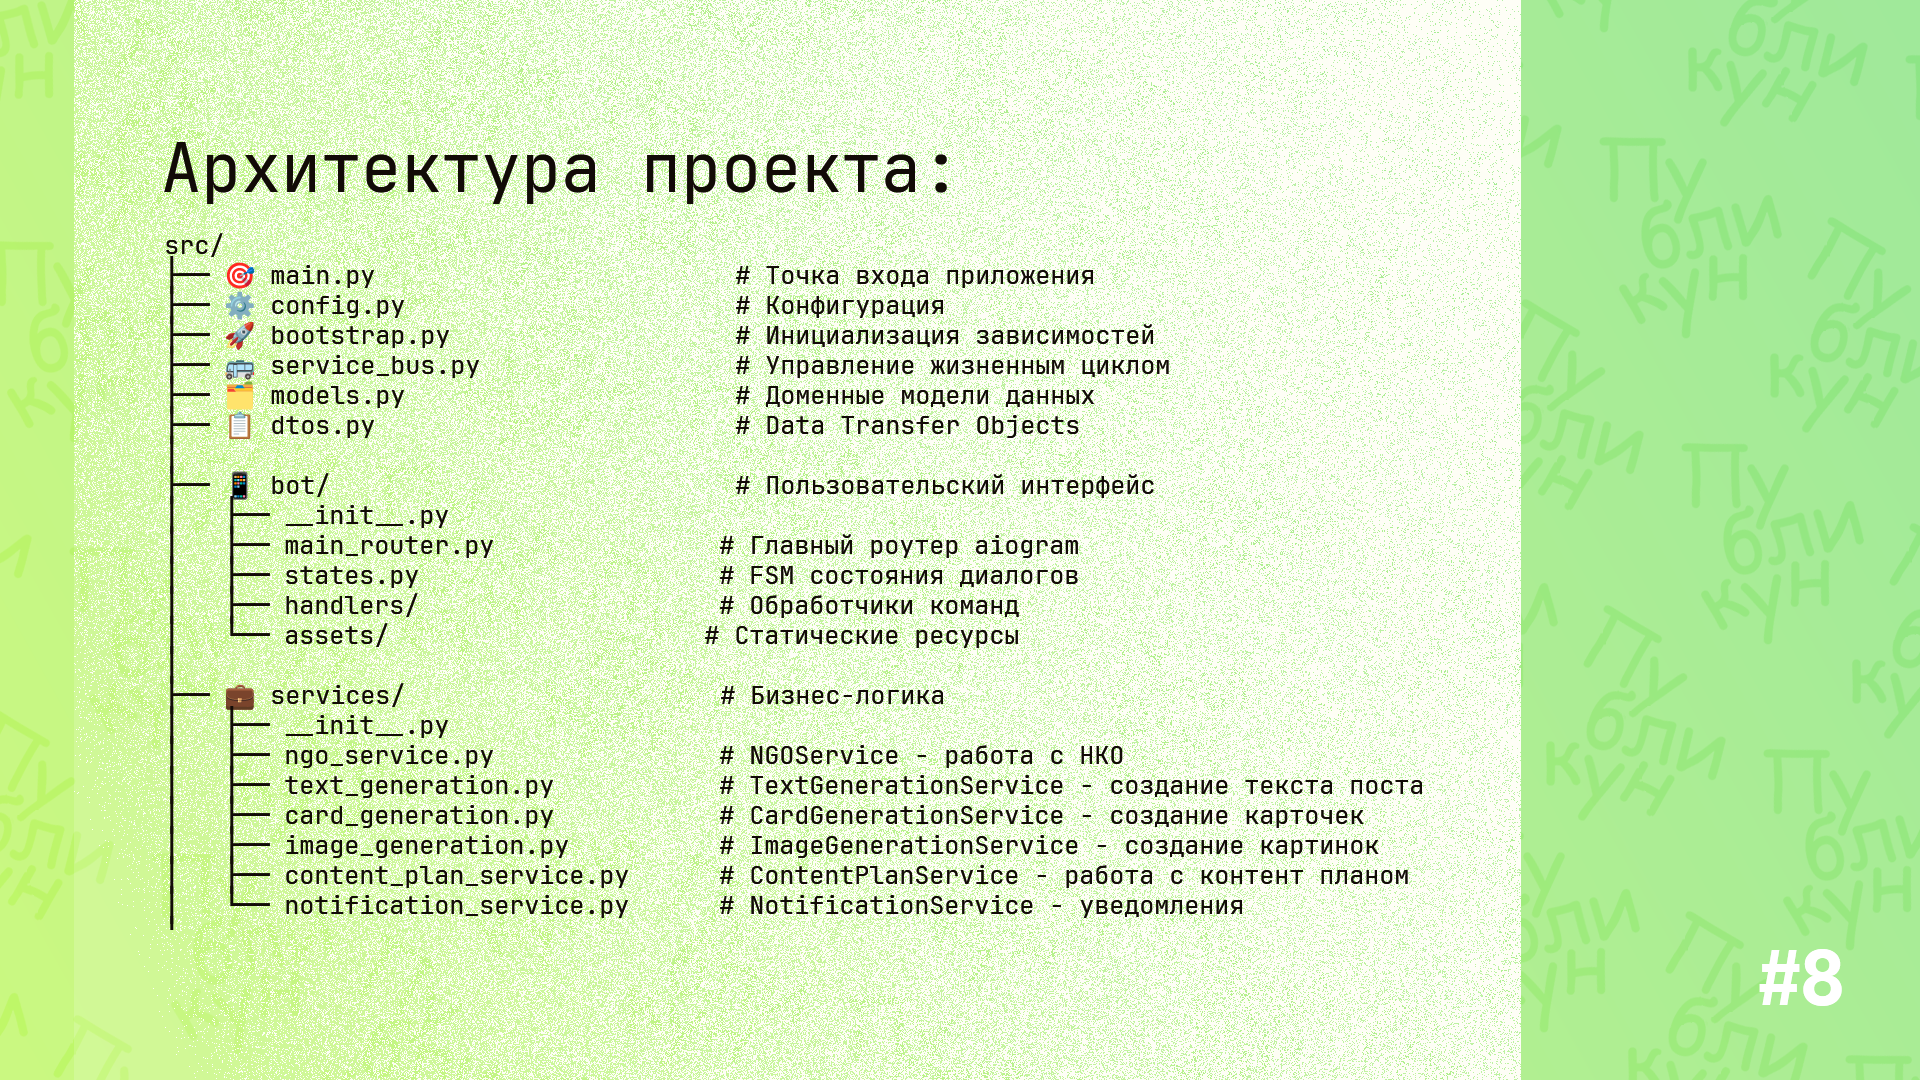 Архитектура проекта:
src/
├── 🎯 main.py # Точка входа приложения
├── ⚙️ config.py # Конфигурация
├── 🚀 bootstrap.py # Инициализация зависимостей
├── 🚌 service_bus.py # Управление жизненным циклом
├── 🗂️ models.py # Доменные модели данных
├── 📋 dtos.py # Data Transfer Objects
│
├── 📱 bot/ # Пользовательский интерфейс
│   ├── __init__.py
│   ├── main_router.py # Главный роутер aiogram
│   ├── states.py # FSM состояния диалогов
│   ├── handlers/ # Обработчики команд
│   └── assets/ # Статические ресурсы
│
├── 💼 services/ # Бизнес-логика
│   ├── __init__.py
│   ├── ngo_service.py # NGOService - работа с НКО
│   ├── text_generation.py # TextGenerationService - создание текста поста
│   ├── card_generation.py # CardGenerationService - создание карточек
│   ├── image_generation.py # ImageGenerationService - создание картинок
│   ├── content_plan_service.py # ContentPlanService - работа с контент планом
│   └── notification_service.py # NotificationService - уведомления
Пу
бли
кун
#8